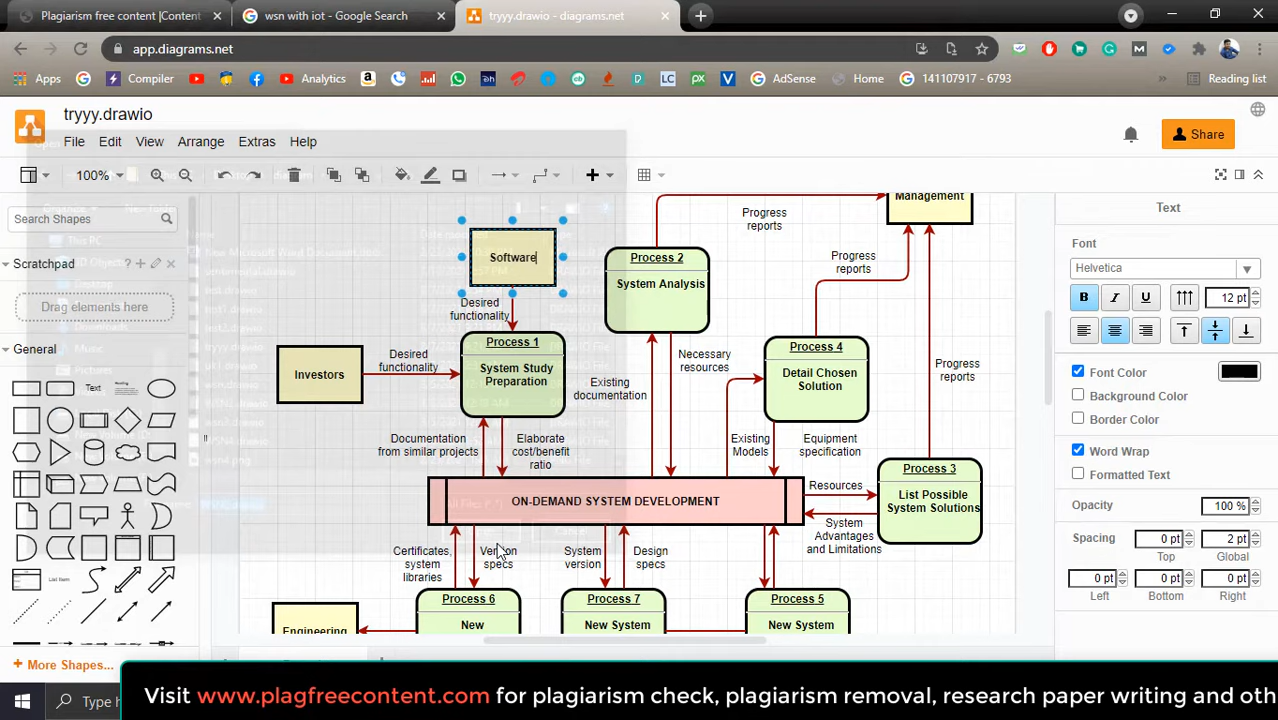 Plagiarism free content |Content
wsn with iot - Google Search
tryyy.drawio - diagrams.net
app.diagrams.net
Apps
Compiler
Analytics
AdSense
Home
141107917 - 6793
Reading list
tryyy.drawio
File Edit View Arrange Extras Help
Share
100%
Search Shapes
Scratchpad
Drag elements here
General
Text
Heading
List Item
More Shapes...
This PC
Music
Software
Desired
functionality
Investors
Desired
functionality
Process 1
System Study
Preparation
Process 2
System Analysis
Progress
reports
Management
Progress
reports
Process 4
Detail Chosen
Solution
Progress
reports
Existing
documentation
Necessary
resources
Documentation
from similar projects
Elaborate
cost/benefit
ratio
Existing
Models
Equipment
specification
Process 3
List Possible
System Solutions
ON-DEMAND SYSTEM DEVELOPMENT
Resources
System
Advantages
and Limitations
Certificates,
system
libraries
Version
specs
System
version
Design
specs
Process 6
New
Process 7
New System
Process 5
New System
Engineering
Text
Font
Helvetica
B I U
12 pt
Font Color
Background Color
Border Color
Word Wrap
Formatted Text
Opacity
100 %
Spacing
0 pt
2 pt
Top
Global
0 pt
0 pt
0 pt
Left
Bottom
Right
Type h
Visit www.plagfreecontent.com for plagiarism check, plagiarism removal, research paper writing and oth